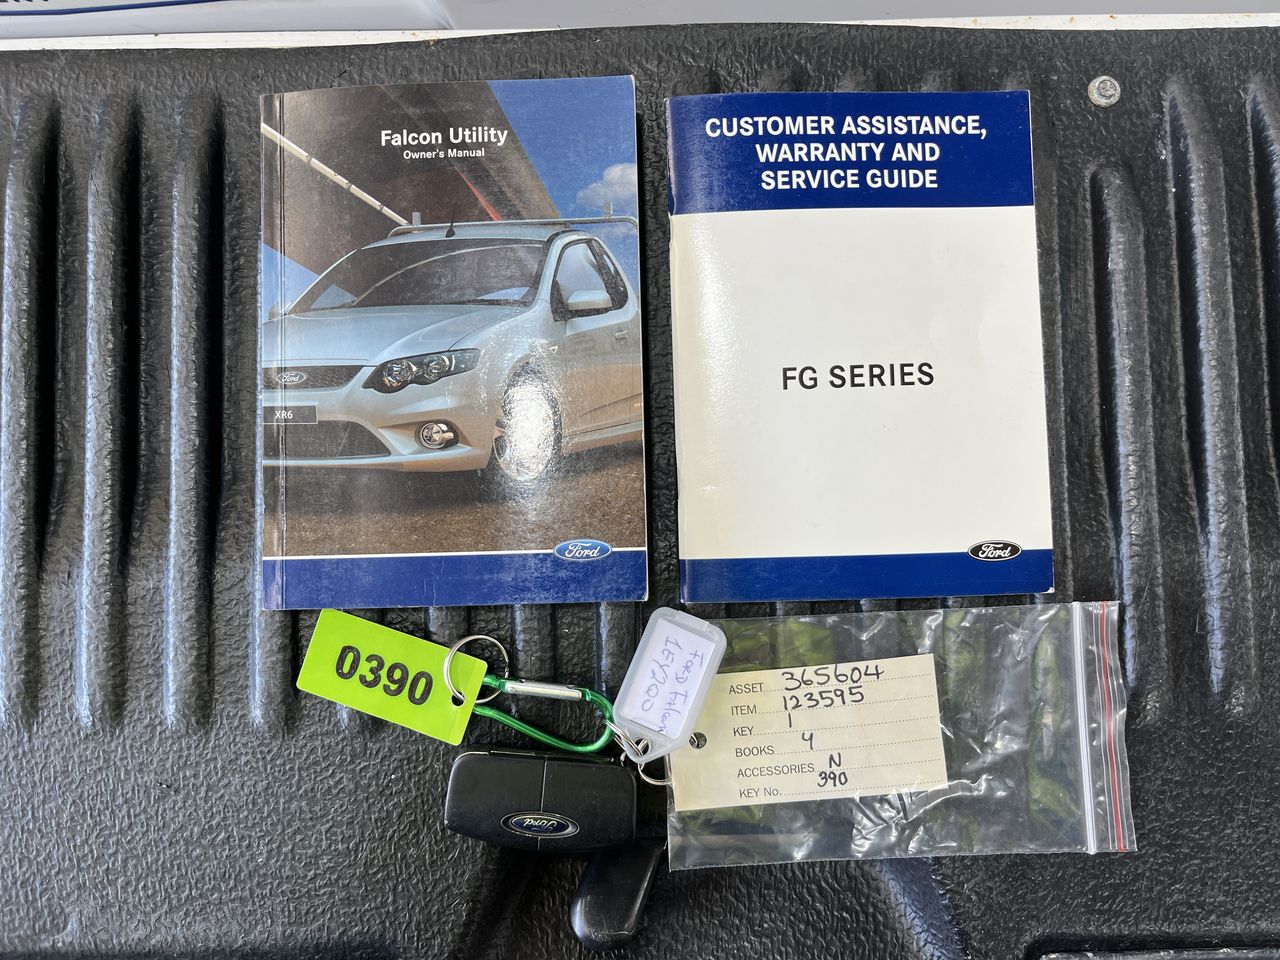 Falcon Utility
Owner's Manual
Ford
XR6
Ford
CUSTOMER ASSISTANCE,
WARRANTY AND
SERVICE GUIDE
FG SERIES
Ford
0390
Ford Falcon
1EY200
ASSET 365604
ITEM 123595
KEY 1
BOOKS 4
ACCESSORIES N
KEY No. 390
Ford